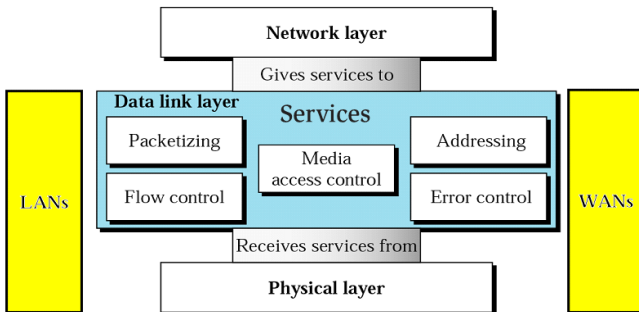 Network layer
Gives services to
Data link layer
Services
Packetizing
Addressing
Media
access control
Flow control
Error control
LANs
WANs
Receives services from
Physical layer